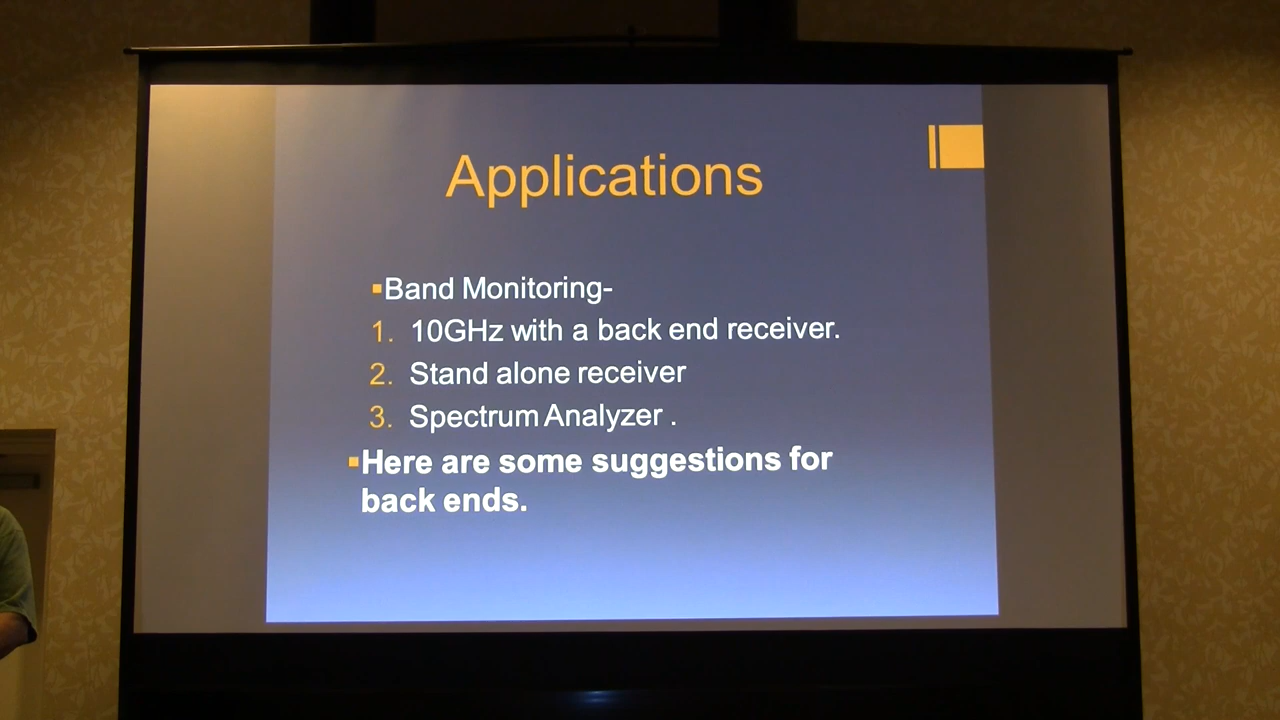 Applications
▪Band Monitoring-
1. 10GHz with a back end receiver.
2. Stand alone receiver
3. Spectrum Analyzer .
▪Here are some suggestions for
back ends.